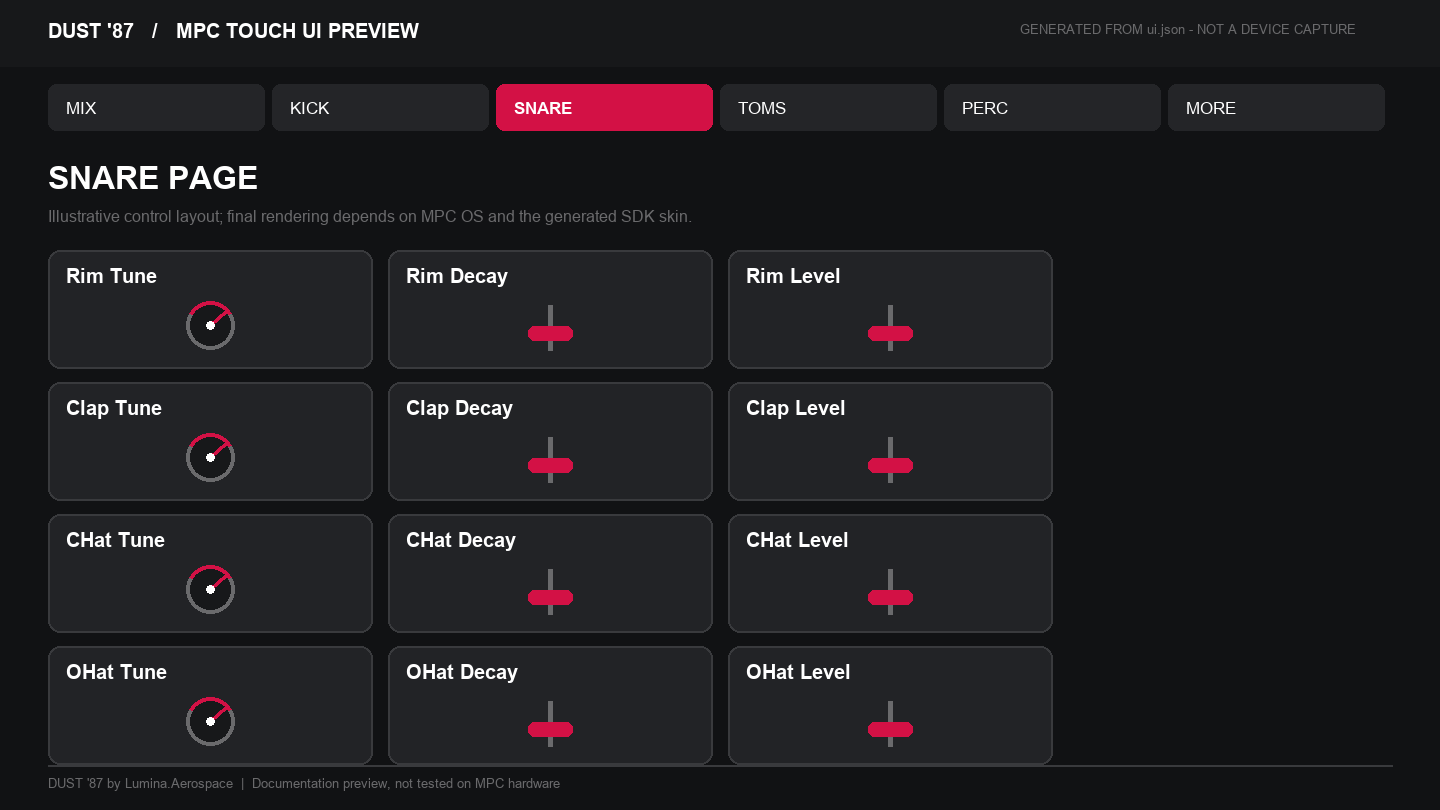 DUST '87 / MPC TOUCH UI PREVIEW
GENERATED FROM ui.json - NOT A DEVICE CAPTURE
MIX
KICK
SNARE
TOMS
PERC
MORE
SNARE PAGE
Illustrative control layout; final rendering depends on MPC OS and the generated SDK skin.
Rim Tune
Rim Decay
Rim Level
Clap Tune
Clap Decay
Clap Level
CHat Tune
CHat Decay
CHat Level
OHat Tune
OHat Decay
OHat Level
DUST '87 by Lumina.Aerospace | Documentation preview, not tested on MPC hardware